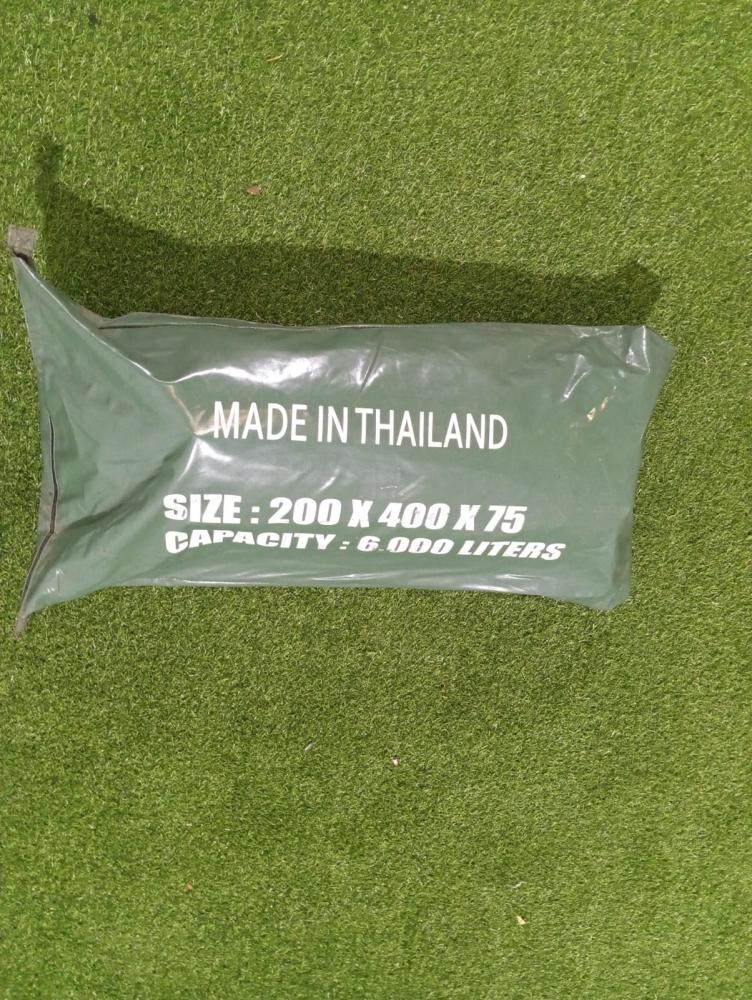 MADE IN THAILAND
SIZE : 200 X 400 X 75
CAPACITY : 6.000 LITERS